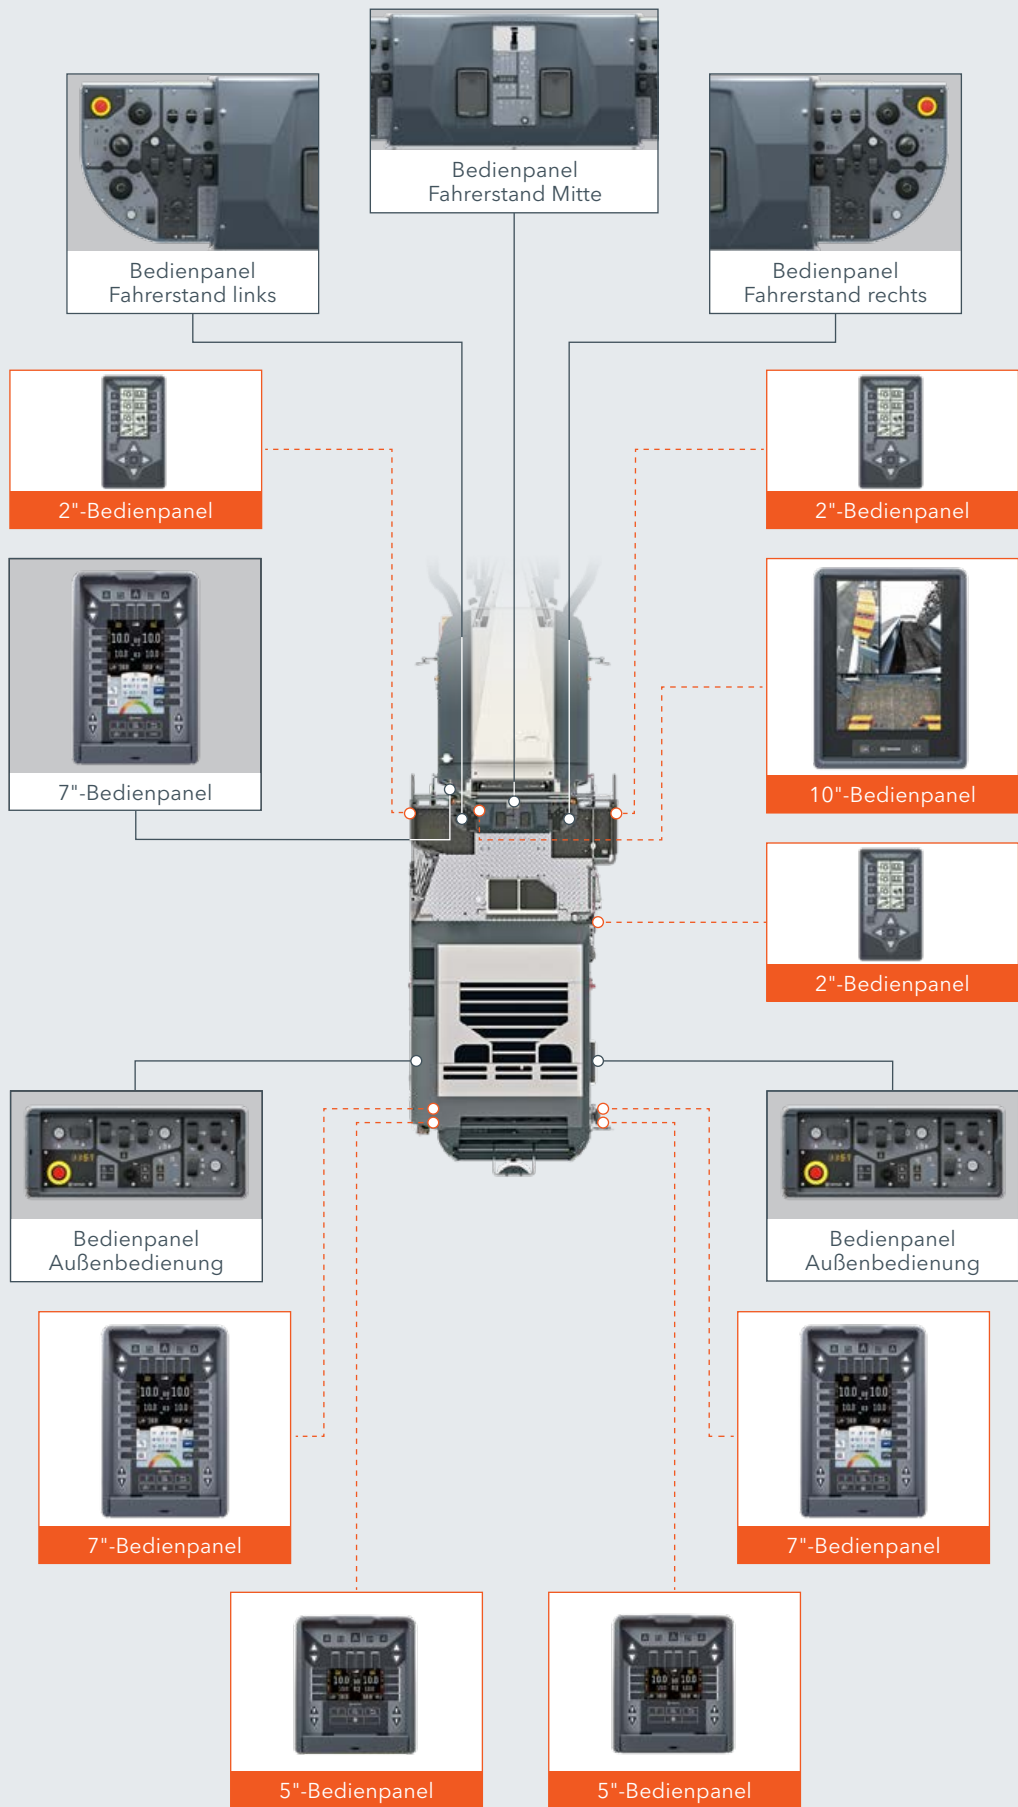 Bedienpanel
Fahrerstand Mitte
Bedienpanel
Fahrerstand links
Bedienpanel
Fahrerstand rechts
2"-Bedienpanel
2"-Bedienpanel
7"-Bedienpanel
10"-Bedienpanel
2"-Bedienpanel
Bedienpanel
Außenbedienung
Bedienpanel
Außenbedienung
7"-Bedienpanel
7"-Bedienpanel
5"-Bedienpanel
5"-Bedienpanel